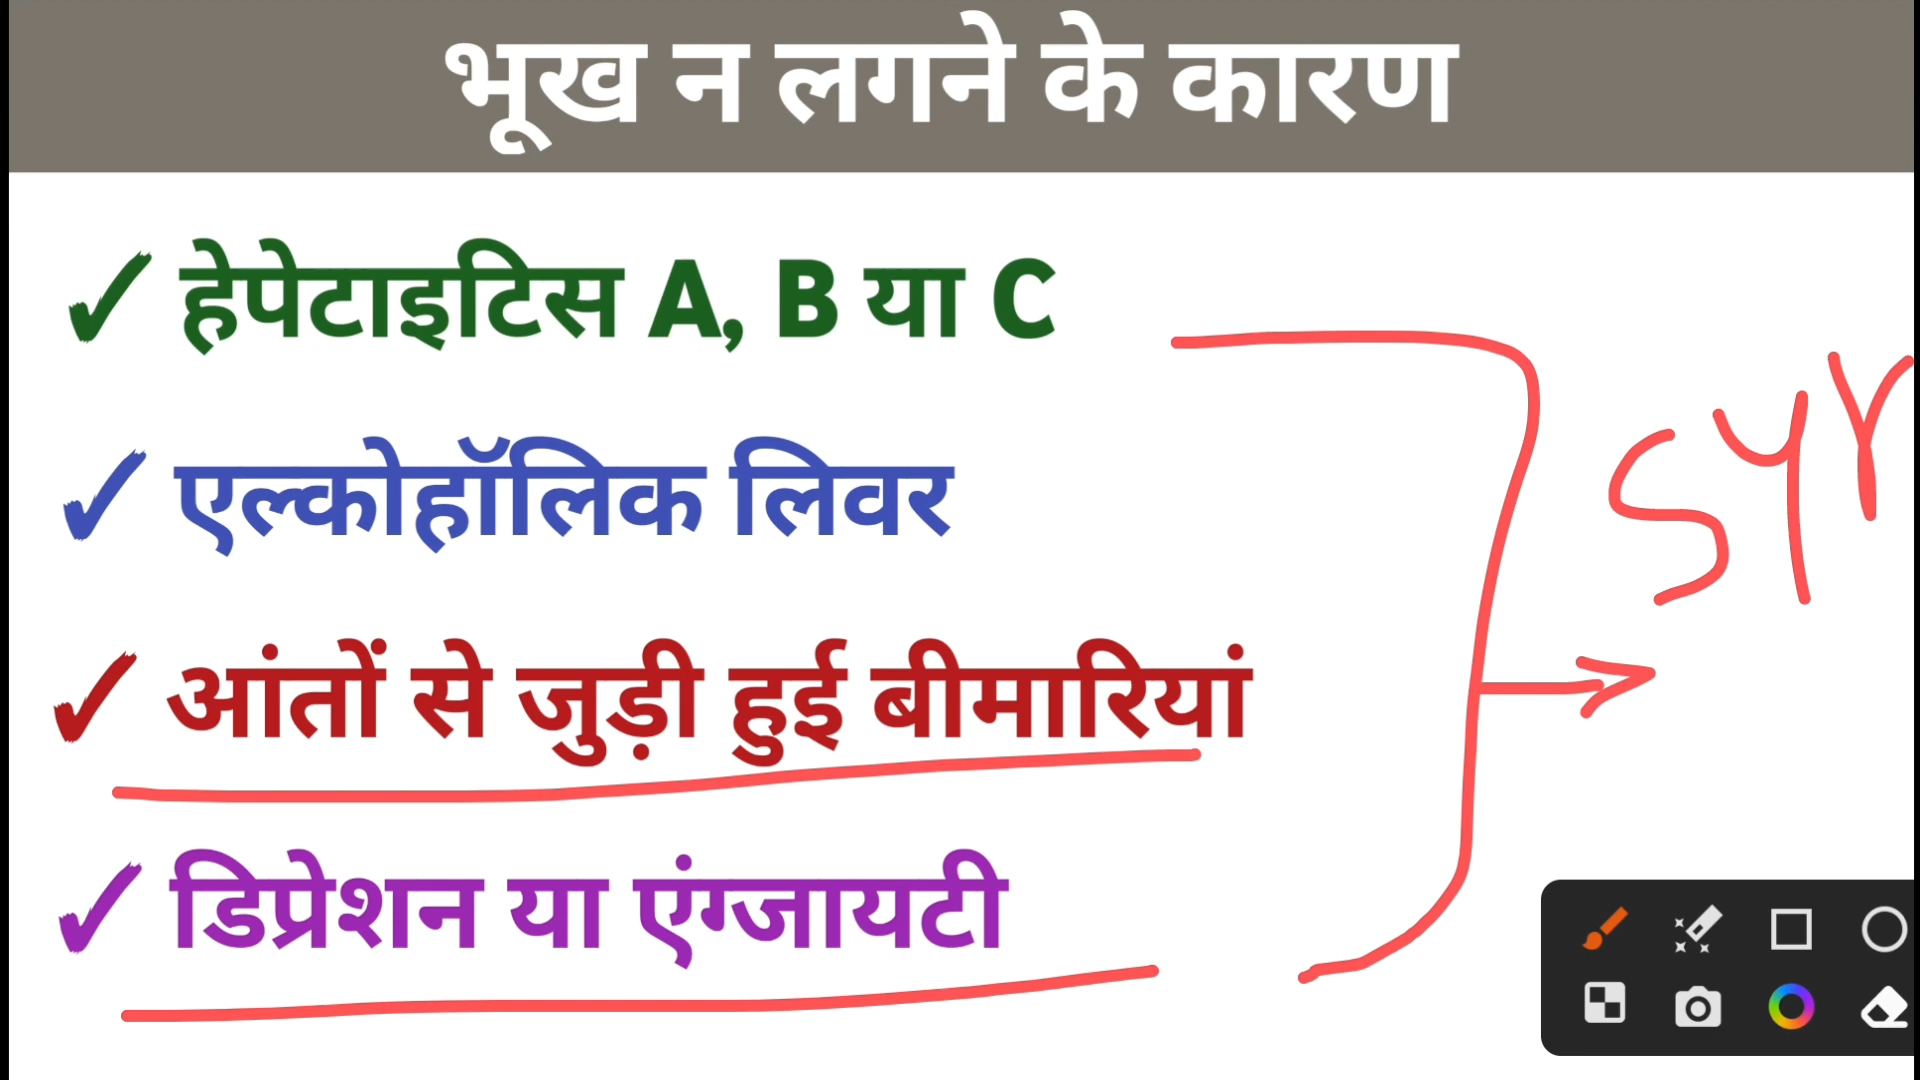 भूख न लगने के कारण
✓ हेपेटाइटिस A, B या C
✓ एल्कोहॉलिक लिवर
✓ आंतों से जुड़ी हुई बीमारियां
✓ डिप्रेशन या एंग्जायटी
syr